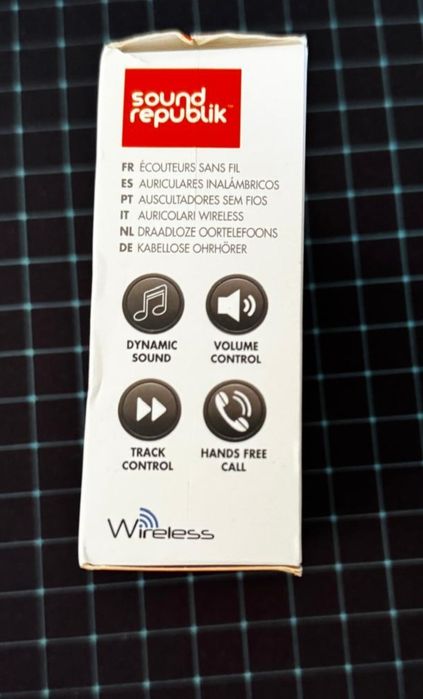 sound
republik™
FR ÉCOUTEURS SANS FIL
ES AURICULARES INALÁMBRICOS
PT AUSCULTADORES SEM FIOS
IT AURICOLARI WIRELESS
NL DRAADLOZE OORTELEFOONS
DE KABELLOSE OHRHÖRER
DYNAMIC
SOUND
VOLUME
CONTROL
TRACK
CONTROL
HANDS FREE
CALL
Wireless